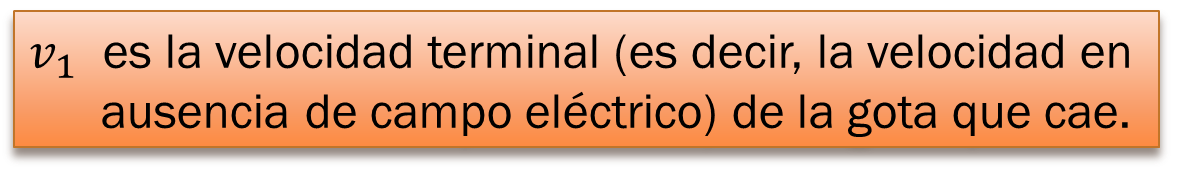 v₁ es la velocidad terminal (es decir, la velocidad en
ausencia de campo eléctrico) de la gota que cae.